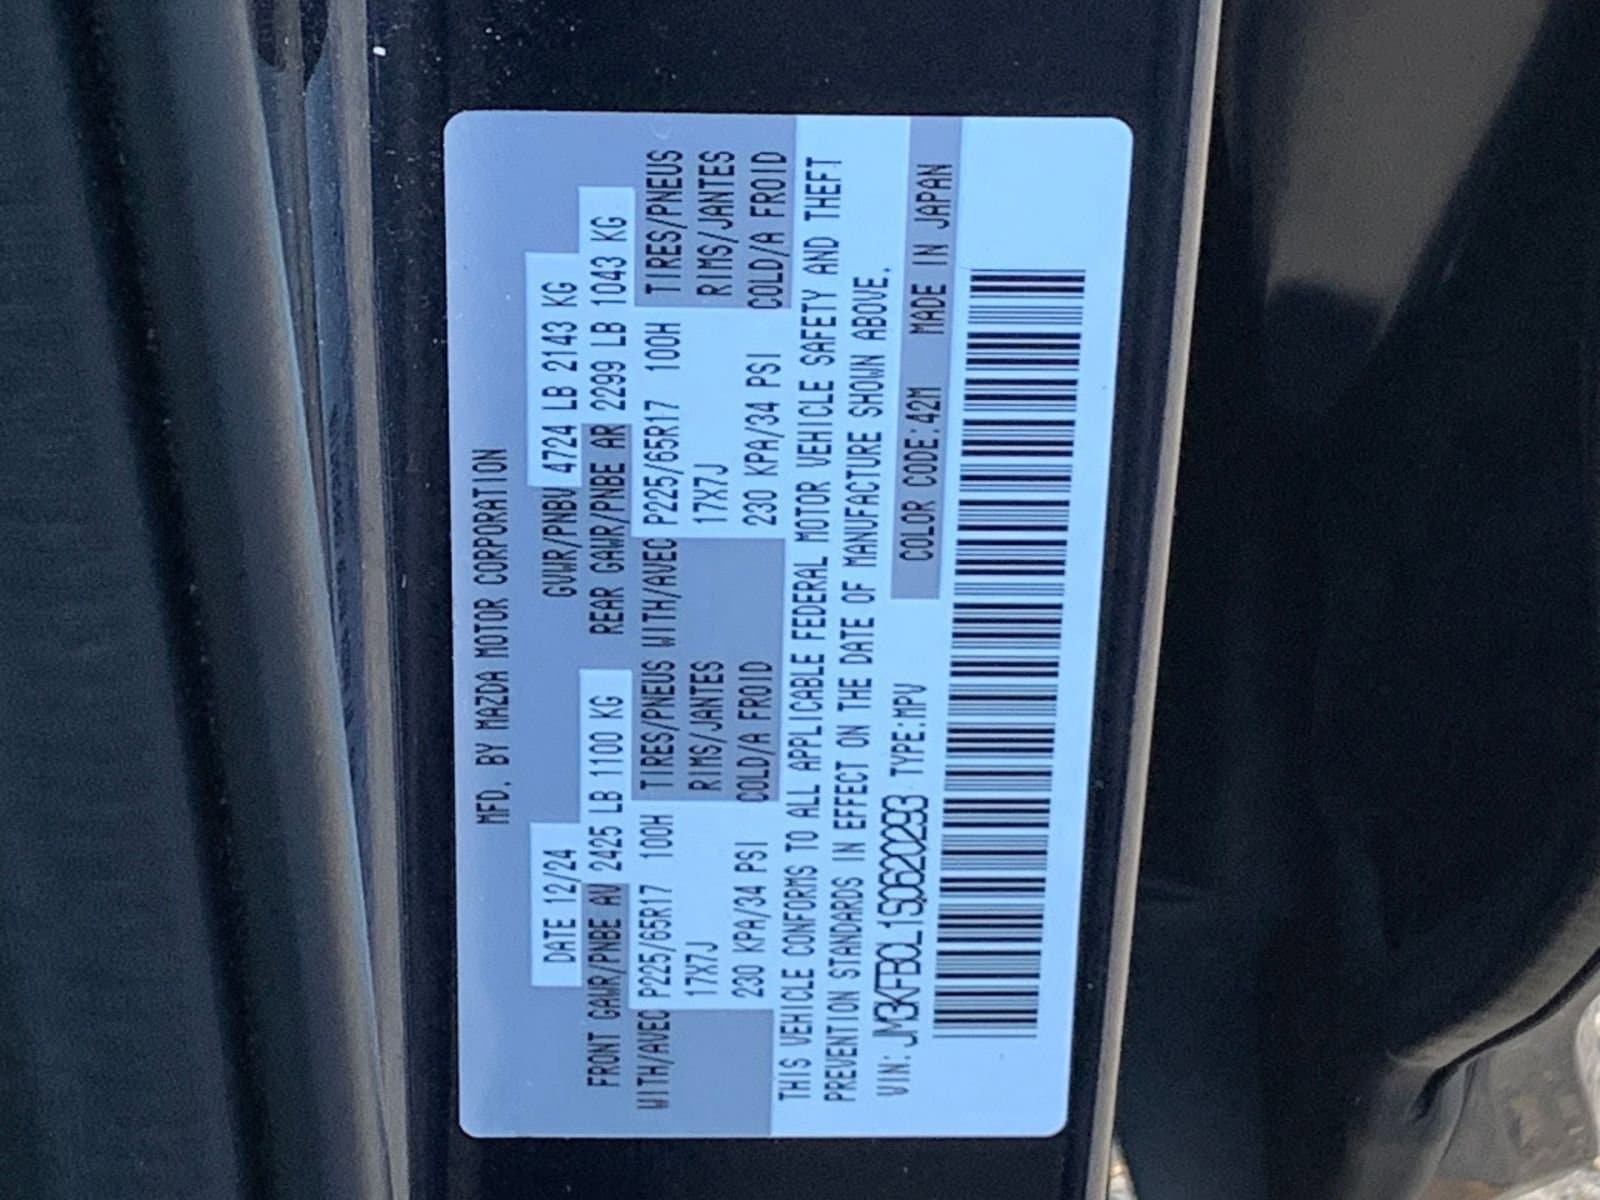 MFD. BY MAZDA MOTOR CORPORATION
DATE 12/24 GVWR/PNBV 4724 LB 2143 KG
FRONT GAWR/PNBE AV 2425 LB 1100 KG REAR GAWR/PNBE AR 2299 LB 1043 KG
WITH/AVEC P225/65R17 100H TIRES/PNEUS WITH/AVEC P225/65R17 100H TIRES/PNEUS
17X7J RIMS/JANTES 17X7J RIMS/JANTES
230 KPA/34 PSI COLD/A FROID 230 KPA/34 PSI COLD/A FROID
THIS VEHICLE CONFORMS TO ALL APPLICABLE FEDERAL MOTOR VEHICLE SAFETY AND THEFT
PREVENTION STANDARDS IN EFFECT ON THE DATE OF MANUFACTURE SHOWN ABOVE.
VIN: JM3KFBCL1S0620293 TYPE:MPV COLOR CODE:42M MADE IN JAPAN